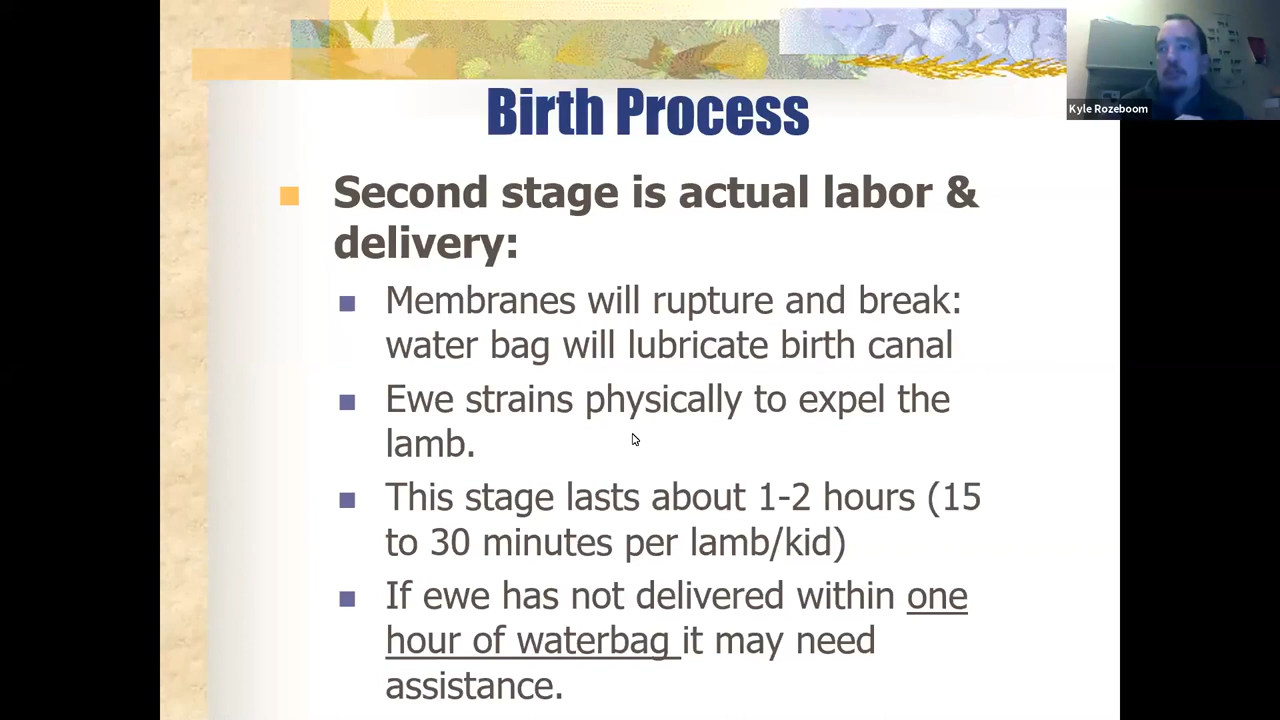 Birth Process
Kyle Rozeboom
Second stage is actual labor &
delivery:
Membranes will rupture and break:
water bag will lubricate birth canal
Ewe strains physically to expel the
lamb.
This stage lasts about 1-2 hours (15
to 30 minutes per lamb/kid)
If ewe has not delivered within one
hour of waterbag it may need
assistance.